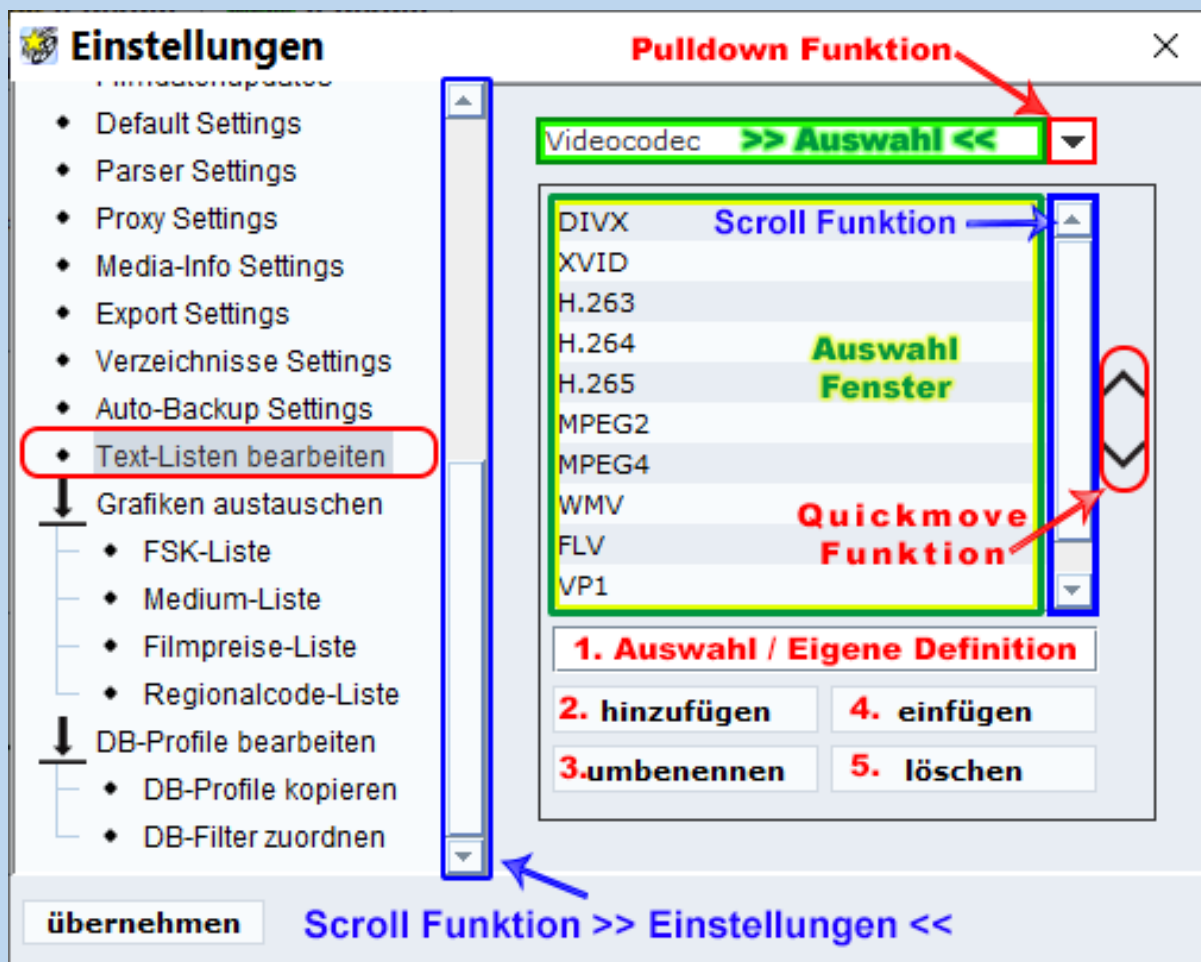 Einstellungen
Pulldown Funktion
Default Settings
Parser Settings
Proxy Settings
Media-Info Settings
Export Settings
Verzeichnisse Settings
Auto-Backup Settings
Text-Listen bearbeiten
Grafiken austauschen
FSK-Liste
Medium-Liste
Filmpreise-Liste
Regionalcode-Liste
DB-Profile bearbeiten
DB-Profile kopieren
DB-Filter zuordnen
Videocodec >> Auswahl <<
DIVX
Scroll Funktion
XVID
H.263
H.264
H.265
Auswahl
Fenster
MPEG2
MPEG4
WMV
FLV
VP1
Quickmove
Funktion
1. Auswahl / Eigene Definition
2. hinzufügen
4. einfügen
3. umbenennen
5. löschen
übernehmen
Scroll Funktion >> Einstellungen <<